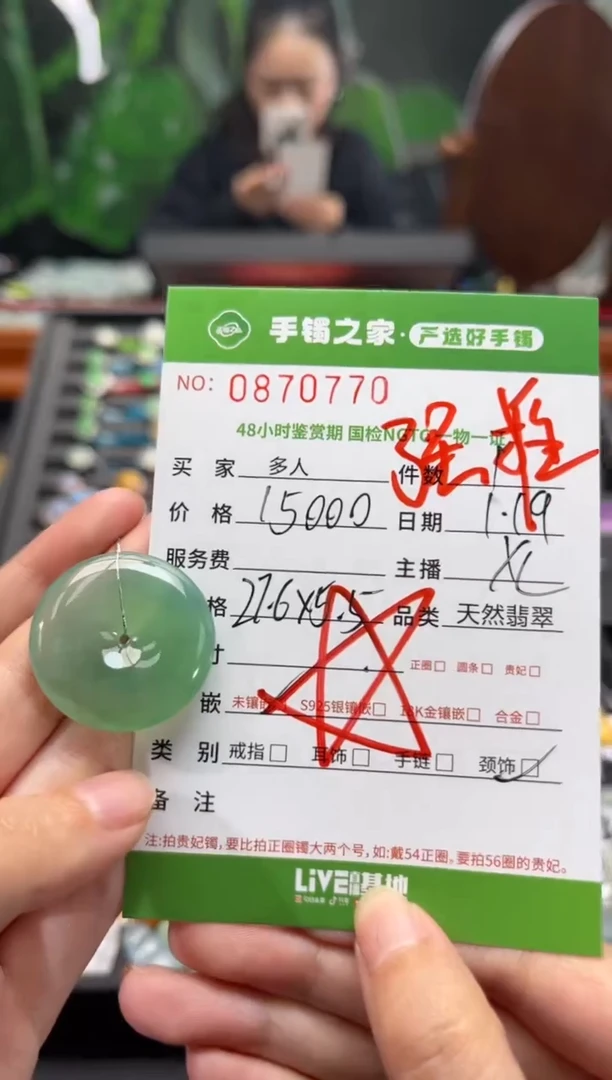 手镯之家·严选好手镯
NO: 0870770
强推
48小时鉴赏期 国检NGTC一物一证
买家 多人 件数 1
价格 15000 日期 1.19
服务费 主播 XL
格 27.6X5.5 品类 天然翡翠
寸 正圈□ 圆条□ 贵妃□
嵌 未镶嵌 S925银镶嵌□ 18K金镶嵌□ 合金□
类别 戒指□ 耳饰□ 手链□ 颈饰☑
备注
注:拍贵妃镯,要比拍正圈镯大两个号,如:戴54正圈,要拍56圈的贵妃。
LiVE 基地